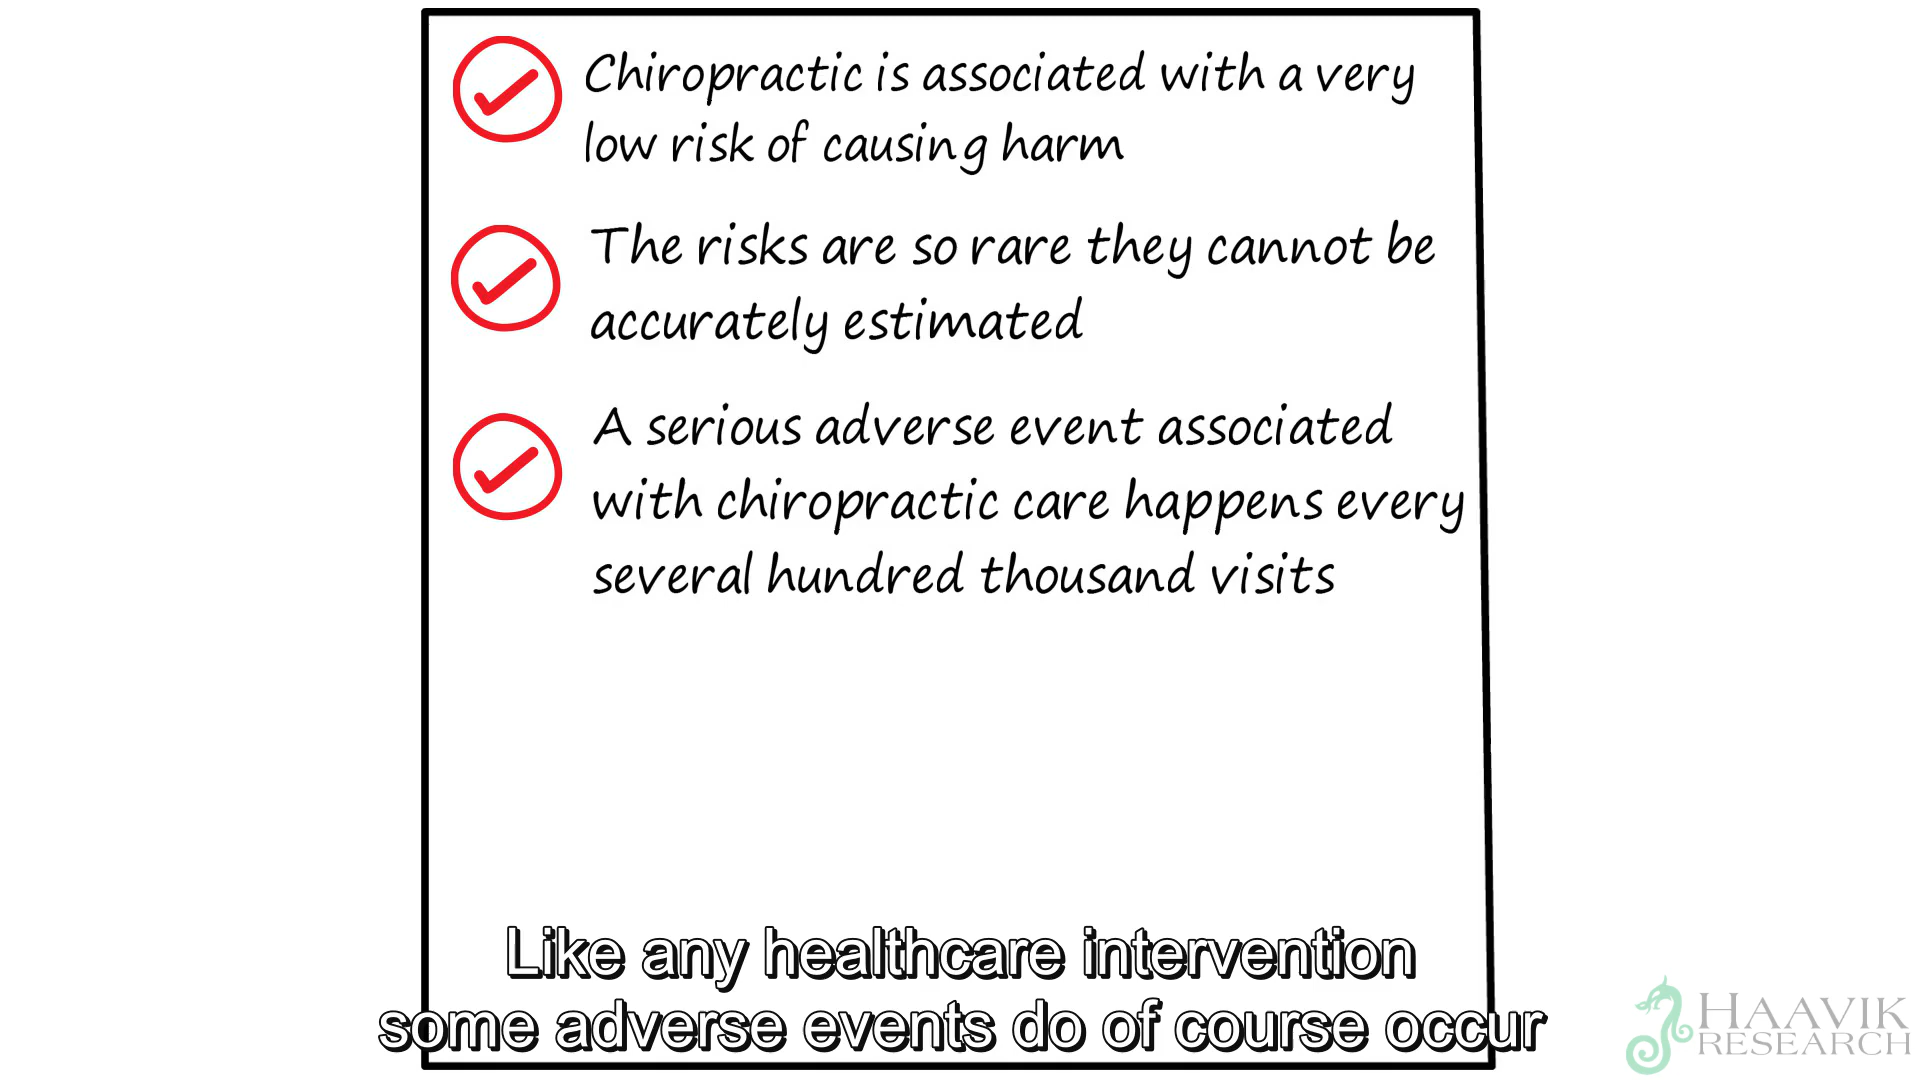 Chiropractic is associated with a very
low risk of causing harm
The risks are so rare they cannot be
accurately estimated
A serious adverse event associated
with chiropractic care happens every
several hundred thousand visits
Like any healthcare intervention
some adverse events do of course occur
HAAVIK
RESEARCH